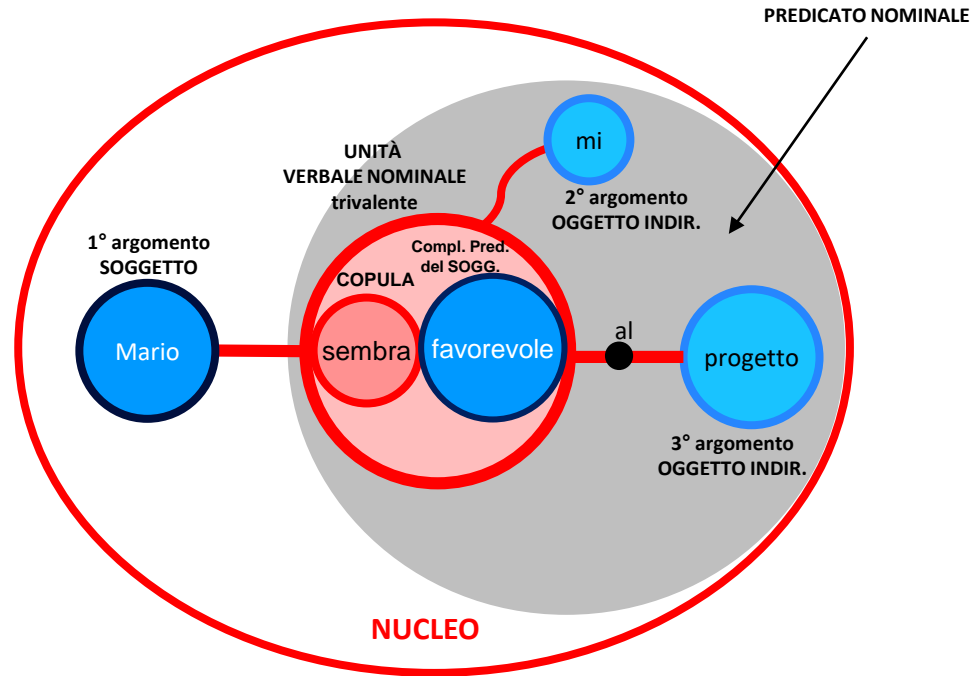 PREDICATO NOMINALE
mi
UNITÀ
VERBALE NOMINALE
trivalente
2° argomento
OGGETTO INDIR.
1° argomento
SOGGETTO
Compl. Pred.
del SOGG.
COPULA
Mario
sembra
favorevole
al
progetto
3° argomento
OGGETTO INDIR.
NUCLEO